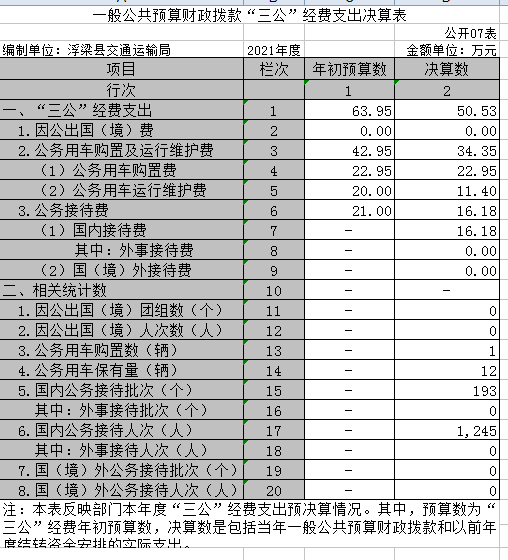 一般公共预算财政拨款“三公”经费支出决算表
公开07表
编制单位：浮梁县交通运输局 2021年度 金额单位：万元
项目 栏次 年初预算数 决算数
行次 1 2
一、“三公”经费支出 1 63.95 50.53
1.因公出国（境）费 2 0.00 0.00
2.公务用车购置及运行维护费 3 42.95 34.35
（1）公务用车购置费 4 22.95 22.95
（2）公务用车运行维护费 5 20.00 11.40
3.公务接待费 6 21.00 16.18
（1）国内接待费 7 － 16.18
其中：外事接待费 8 － 0.00
（2）国（境）外接待费 9 － 0.00
二、相关统计数 10 － －
1.因公出国（境）团组数（个） 11 － 0
2.因公出国（境）人次数（人） 12 － 0
3.公务用车购置数（辆） 13 － 1
4.公务用车保有量（辆） 14 － 12
5.国内公务接待批次（个） 15 － 193
其中：外事接待批次（个） 16 － 0
6.国内公务接待人次（人） 17 － 1,245
其中：外事接待人次（人） 18 － 0
7.国（境）外公务接待批次（个） 19 － 0
8.国（境）外公务接待人次（人） 20 － 0
注：本表反映部门本年度“三公”经费支出预决算情况。其中，预算数为“
三公”经费年初预算数，决算数是包括当年一般公共预算财政拨款和以前年
度结转资金安排的实际支出。